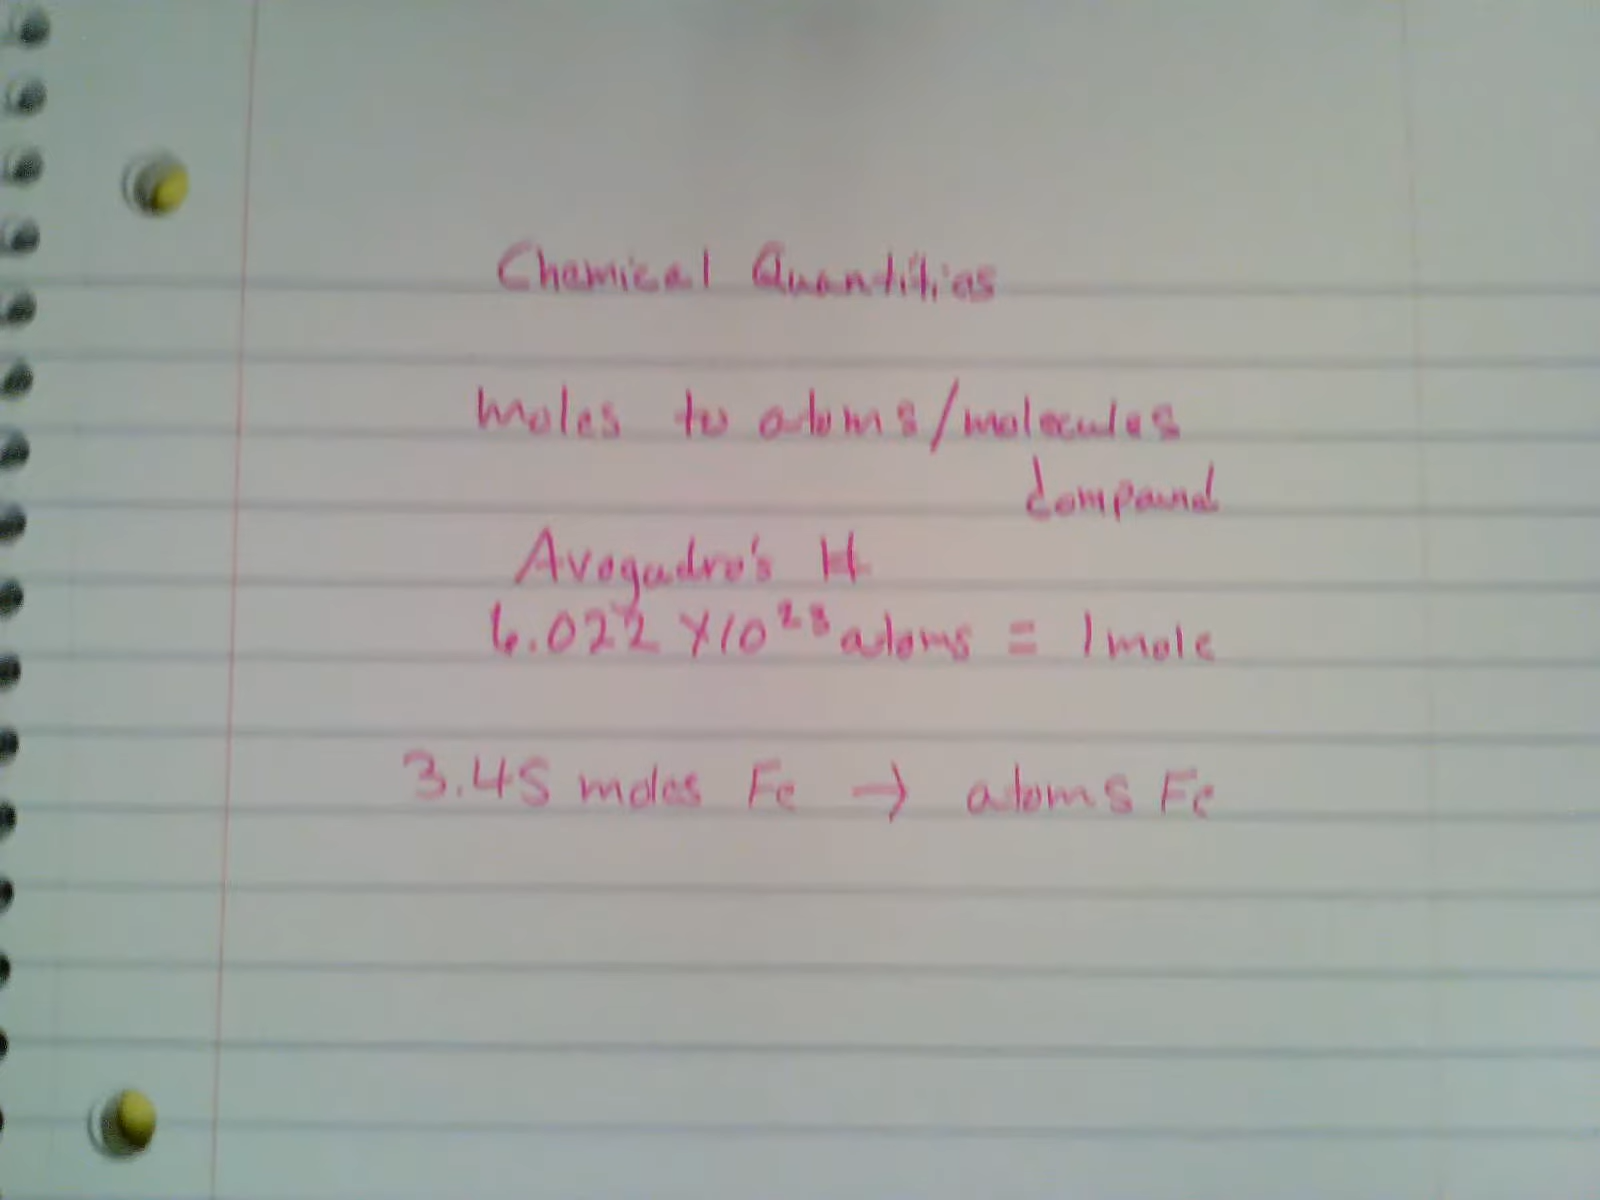 Chemical Quantities
moles to atoms/molecules
compound
Avogadro's #
6.022 X10²³ atoms = 1 mole
3.45 moles Fe → atoms Fe